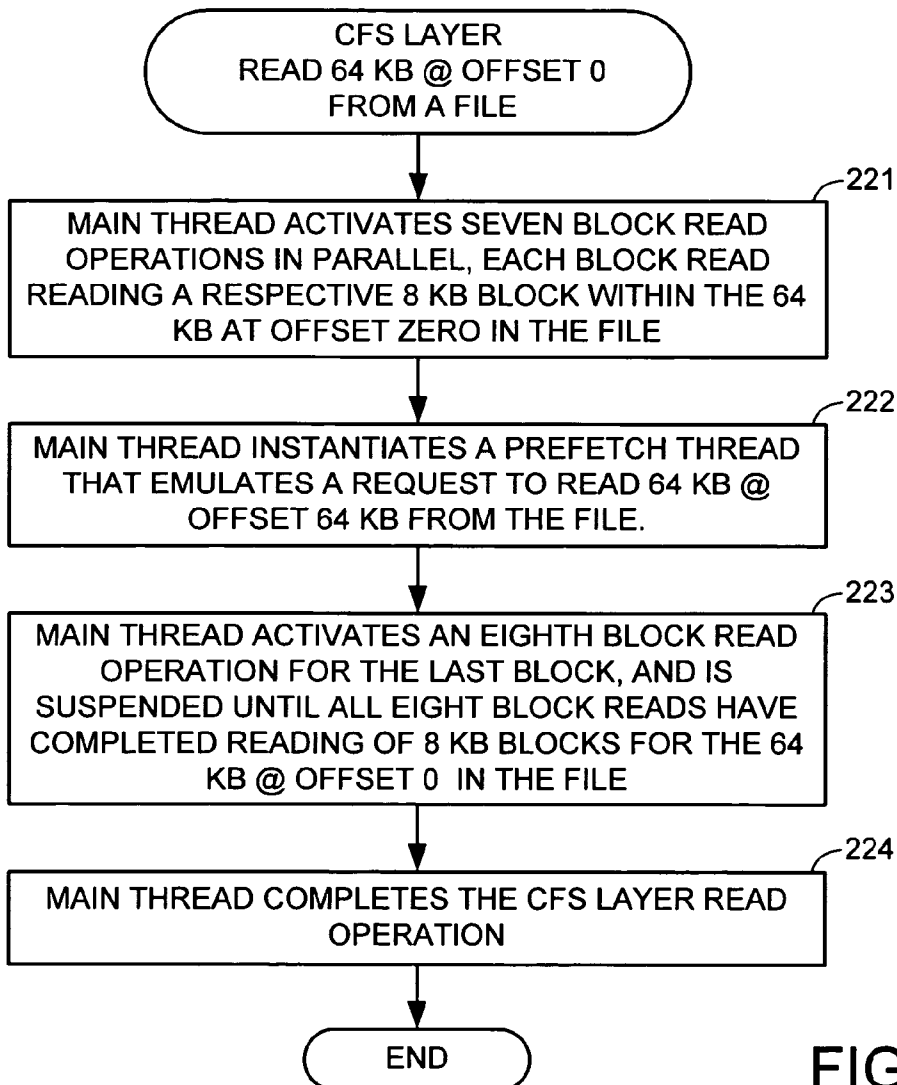 CFS LAYER
READ 64 KB @ OFFSET 0
FROM A FILE
221
MAIN THREAD ACTIVATES SEVEN BLOCK READ
OPERATIONS IN PARALLEL, EACH BLOCK READ
READING A RESPECTIVE 8 KB BLOCK WITHIN THE 64
KB AT OFFSET ZERO IN THE FILE
222
MAIN THREAD INSTANTIATES A PREFETCH THREAD
THAT EMULATES A REQUEST TO READ 64 KB @
OFFSET 64 KB FROM THE FILE.
223
MAIN THREAD ACTIVATES AN EIGHTH BLOCK READ
OPERATION FOR THE LAST BLOCK, AND IS
SUSPENDED UNTIL ALL EIGHT BLOCK READS HAVE
COMPLETED READING OF 8 KB BLOCKS FOR THE 64
KB @ OFFSET 0 IN THE FILE
224
MAIN THREAD COMPLETES THE CFS LAYER READ
OPERATION
END